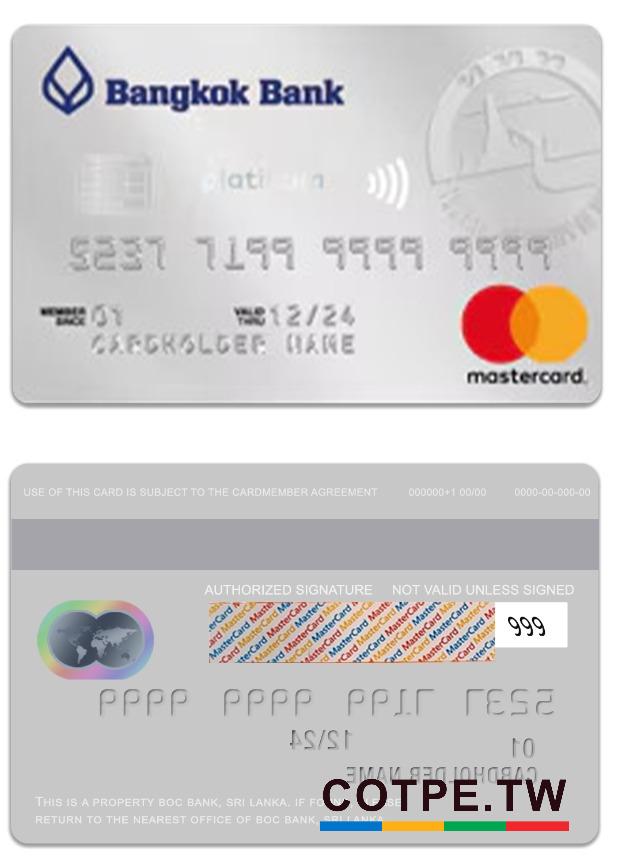 Bangkok Bank
platinum
5237 7199 9999 9999
MEMBER SINCE 01 VALID THRU 12/24
CARDHOLDER NAME
mastercard.
USE OF THIS CARD IS SUBJECT TO THE CARDMEMBER AGREEMENT 000000+1 00/00 0000-00-000-00
AUTHORIZED SIGNATURE NOT VALID UNLESS SIGNED
MasterCard MasterCard MasterCard
999
5237 7199 9999 9999
12/24 01
CARDHOLDER NAME
THIS IS A PROPERTY BOC BANK, SRI LANKA. IF
RETURN TO THE NEAREST OFFICE OF BOC BANK, SRI LANKA
COTPE.TW